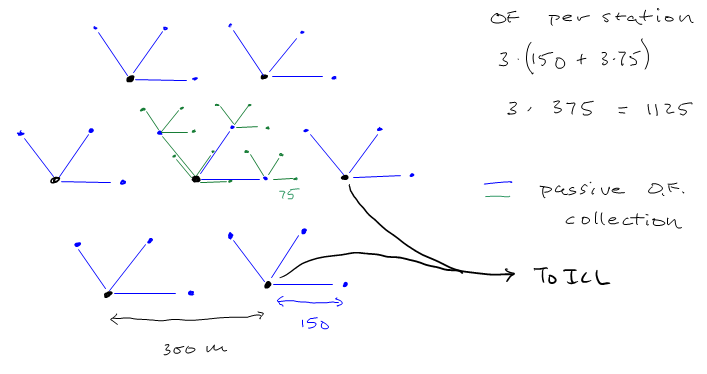 OF per station
3·(150 + 3·75)
3· 375 = 1125
75
passive O.F.
collection
To ICL
150
300 m